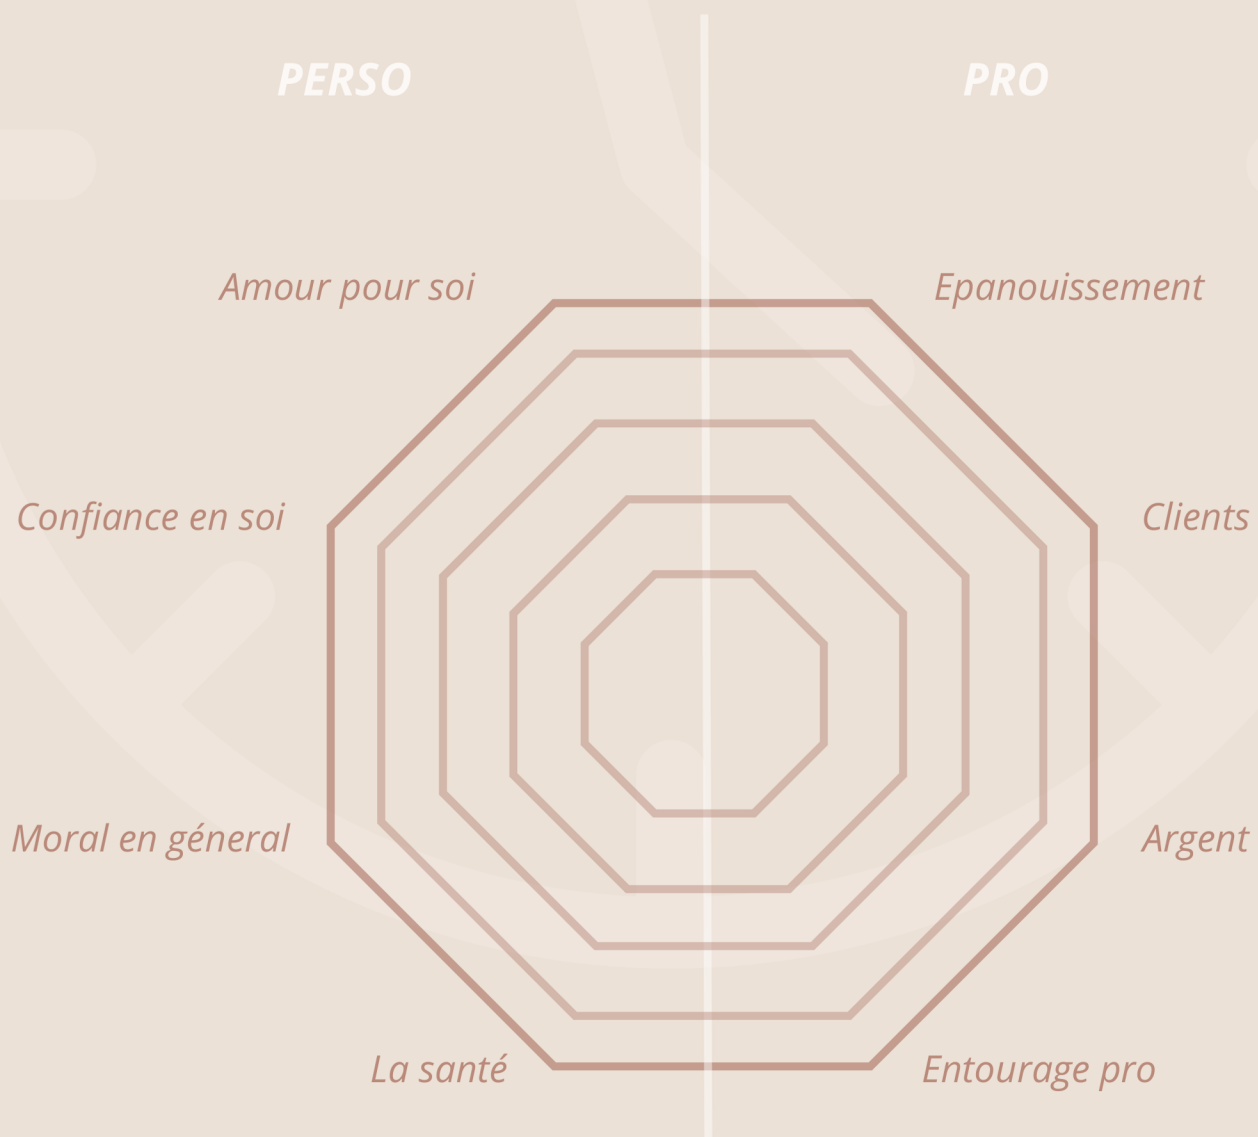 PERSO
PRO
Amour pour soi
Epanouissement
Confiance en soi
Clients
Moral en géneral
Argent
La santé
Entourage pro